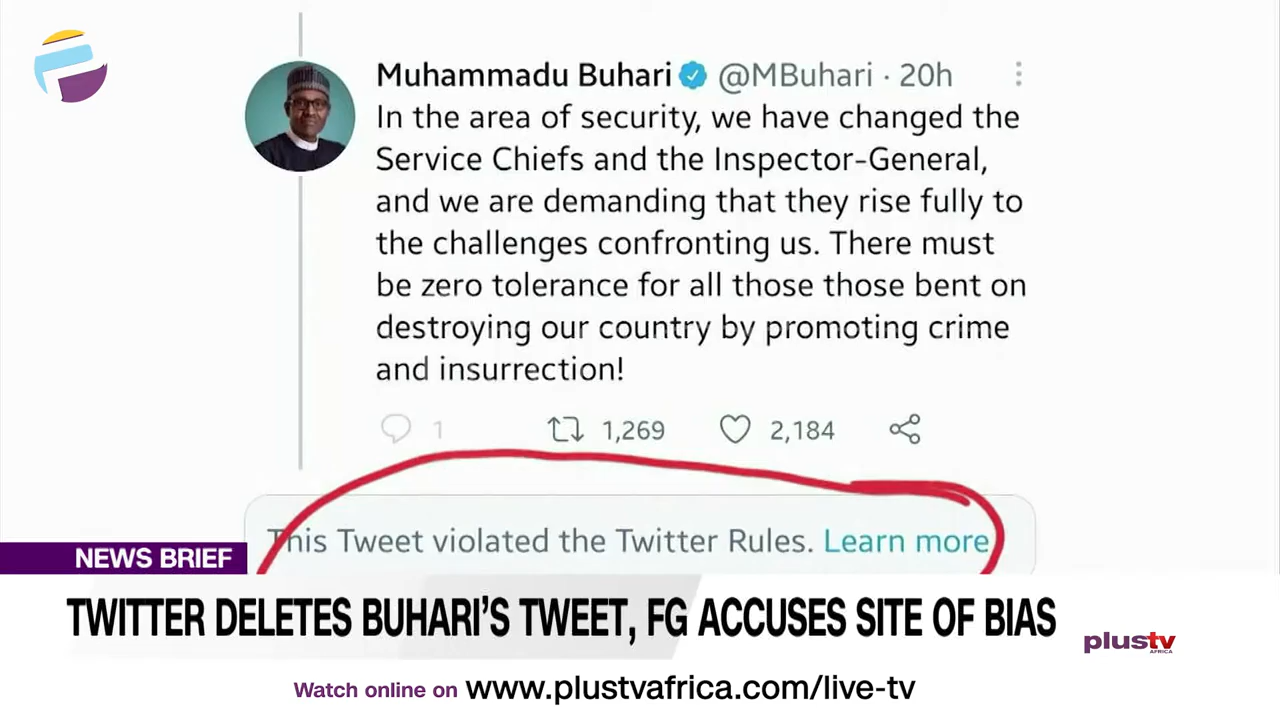 Muhammadu Buhari @MBuhari · 20h
In the area of security, we have changed the
Service Chiefs and the Inspector-General,
and we are demanding that they rise fully to
the challenges confronting us. There must
be zero tolerance for all those those bent on
destroying our country by promoting crime
and insurrection!
1 1,269 2,184
This Tweet violated the Twitter Rules. Learn more
NEWS BRIEF
TWITTER DELETES BUHARI'S TWEET, FG ACCUSES SITE OF BIAS
plustv
AFRICA
Watch online on www.plustvafrica.com/live-tv